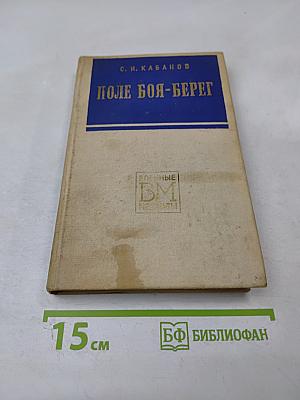 С. И. КАБАНОВ
ПОЛЕ БОЯ-БЕРЕГ
ВОЕННЫЕ
ВМ
МЕМУАРЫ
15 см
БФ БИБЛИОФАН